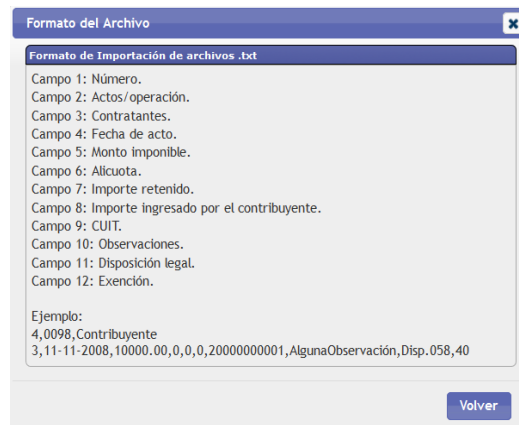 Formato del Archivo
Formato de Importación de archivos .txt
Campo 1: Número.
Campo 2: Actos/operación.
Campo 3: Contratantes.
Campo 4: Fecha de acto.
Campo 5: Monto imponible.
Campo 6: Alicuota.
Campo 7: Importe retenido.
Campo 8: Importe ingresado por el contribuyente.
Campo 9: CUIT.
Campo 10: Observaciones.
Campo 11: Disposición legal.
Campo 12: Exención.
Ejemplo:
4,0098,Contribuyente
3,11-11-2008,10000.00,0,0,0,20000000001,AlgunaObservación,Disp.058,40
Volver